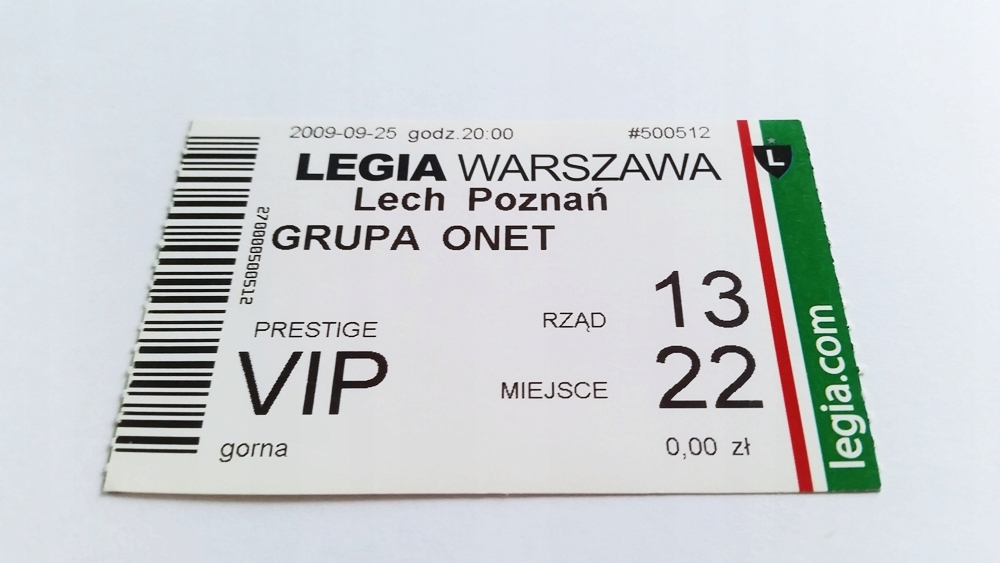 2009-09-25 godz.20:00 #500512
LEGIA WARSZAWA
Lech Poznań
GRUPA ONET
PRESTIGE
VIP
gorna
RZĄD 13
MIEJSCE 22
0,00 zł
270000500512
L
legia.com